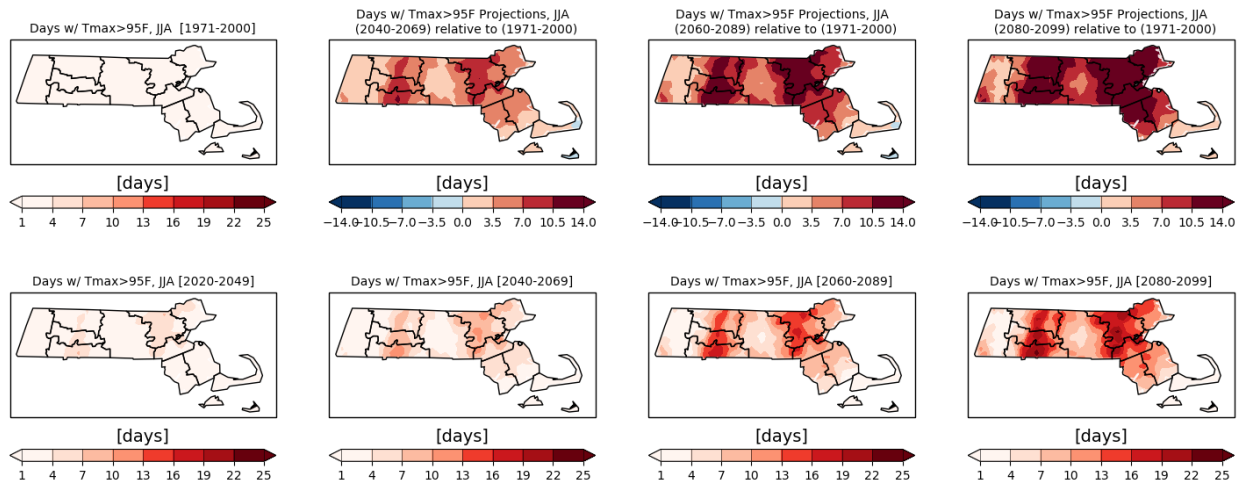 Days w/ Tmax>95F, JJA  [1971-2000]
Days w/ Tmax>95F Projections, JJA
(2040-2069) relative to (1971-2000)
Days w/ Tmax>95F Projections, JJA
(2060-2089) relative to (1971-2000)
Days w/ Tmax>95F Projections, JJA
(2080-2099) relative to (1971-2000)
[days]
[days]
[days]
[days]
1 4 7 10 13 16 19 22 25
−14.0 −10.5 −7.0 −3.5 0.0 3.5 7.0 10.5 14.0
−14.0 −10.5 −7.0 −3.5 0.0 3.5 7.0 10.5 14.0
−14.0 −10.5 −7.0 −3.5 0.0 3.5 7.0 10.5 14.0
Days w/ Tmax>95F, JJA [2020-2049]
Days w/ Tmax>95F, JJA [2040-2069]
Days w/ Tmax>95F, JJA [2060-2089]
Days w/ Tmax>95F, JJA [2080-2099]
[days]
[days]
[days]
[days]
1 4 7 10 13 16 19 22 25
1 4 7 10 13 16 19 22 25
1 4 7 10 13 16 19 22 25
1 4 7 10 13 16 19 22 25